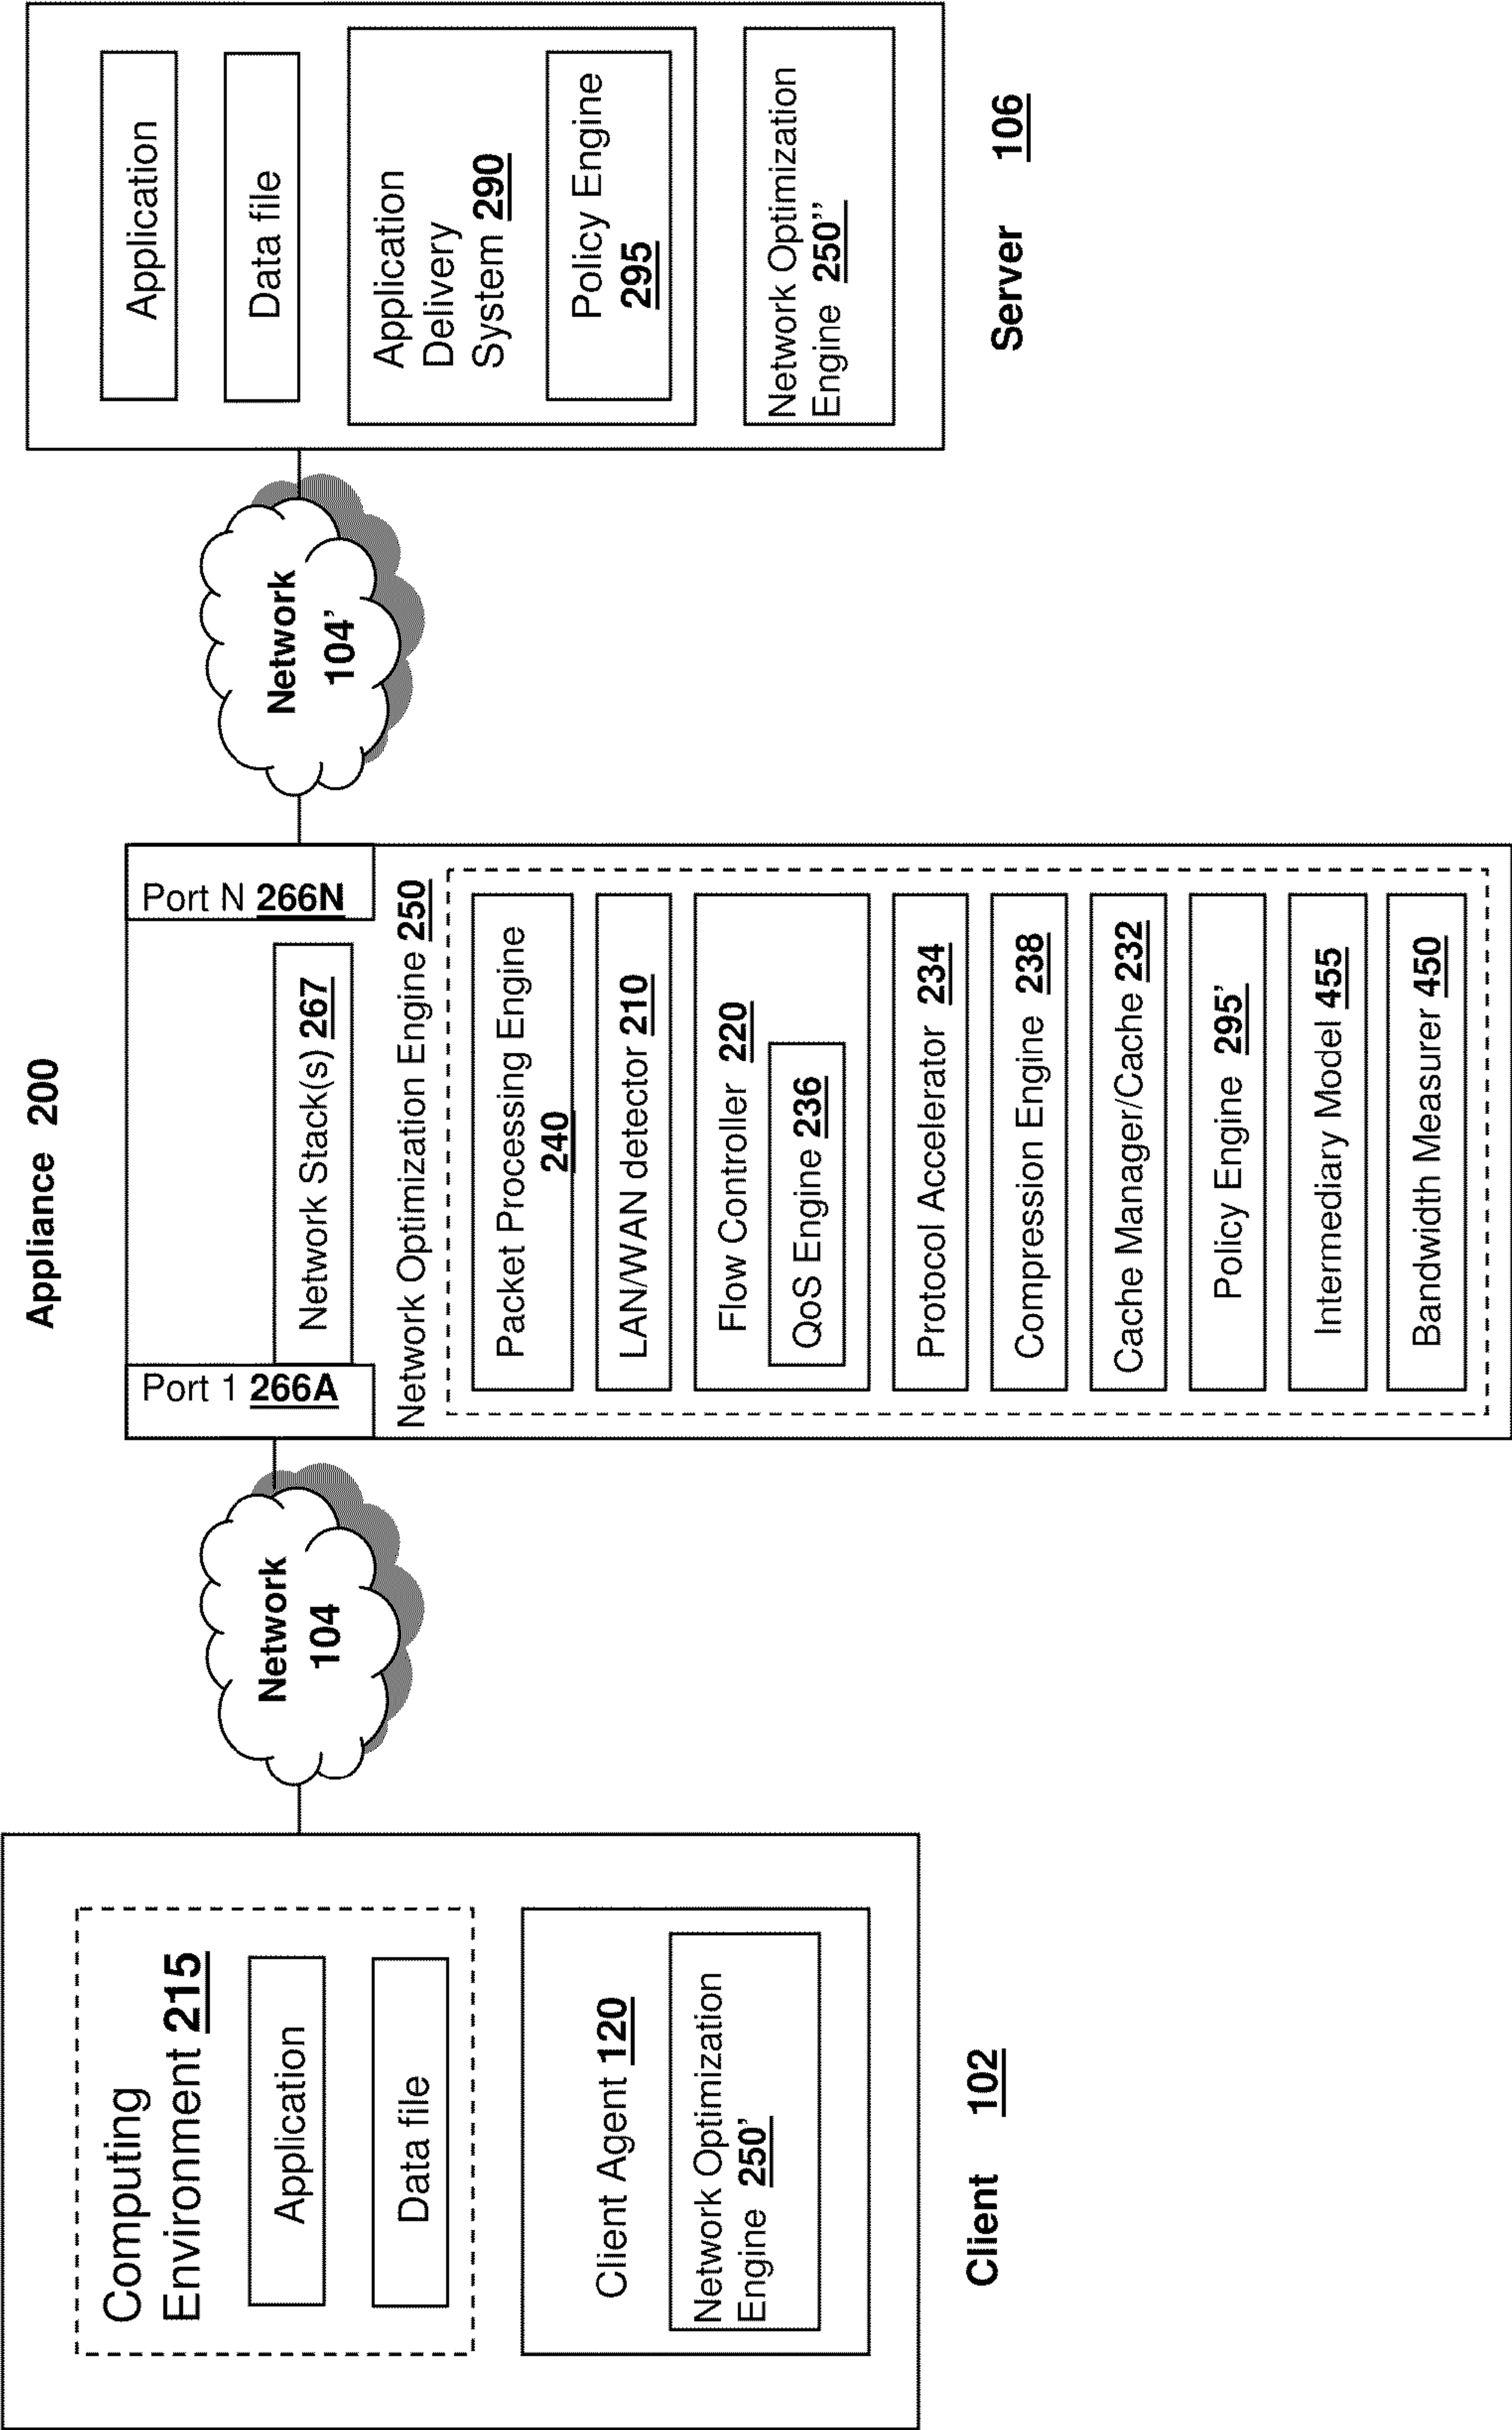 Appliance 200
Computing
Environment 215
Application
Data file
Client Agent 120
Network Optimization
Engine 250'
Client 102
Network
104
Port 1 266A
Port N 266N
Network Stack(s) 267
Network Optimization Engine 250
Packet Processing Engine
240
LAN/WAN detector 210
Flow Controller 220
QoS Engine 236
Protocol Accelerator 234
Compression Engine 238
Cache Manager/Cache 232
Policy Engine 295'
Intermediary Model 455
Bandwidth Measurer 450
Network
104'
Application
Data file
Application
Delivery
System 290
Policy Engine
295
Network Optimization
Engine 250''
Server 106